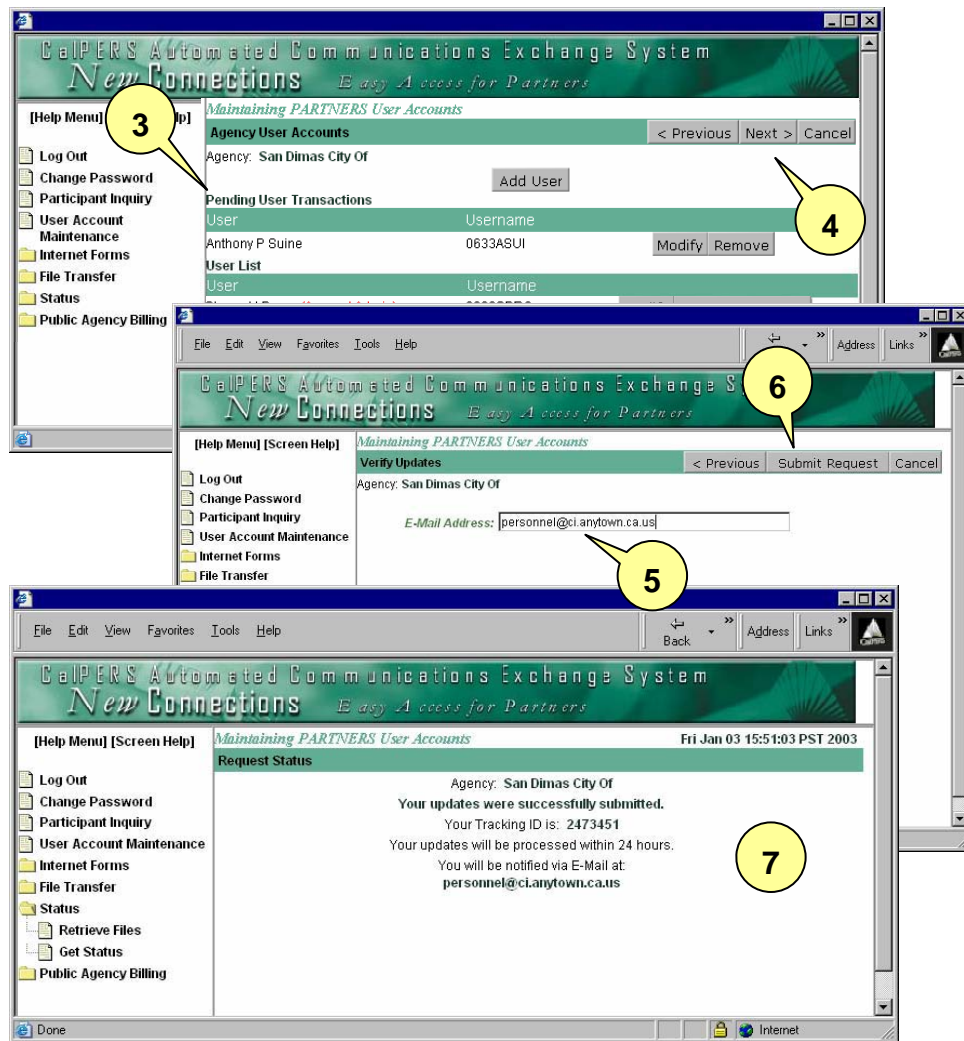 CalPERS Automated Communications Exchange System
New Connections Easy Access for Partners
[Help Menu]
Log Out
Change Password
Participant Inquiry
User Account
Maintenance
Internet Forms
File Transfer
Status
Public Agency Billing
3
Maintaining PARTNERS User Accounts
Agency User Accounts < Previous Next > Cancel
Agency: San Dimas City Of
Add User
4
Pending User Transactions
User Username
Anthony P Suine 0633ASUI Modify Remove
User List
User Username
File Edit View Favorites Tools Help Address Links
CalPERS Automated Communications Exchange
New Connections Easy Access for Partners
6
[Help Menu] [Screen Help]
Log Out
Change Password
Participant Inquiry
User Account Maintenance
Internet Forms
File Transfer
Maintaining PARTNERS User Accounts
Verify Updates < Previous Submit Request Cancel
Agency: San Dimas City Of
E-Mail Address: personnel@ci.anytown.ca.us
5
File Edit View Favorites Tools Help Back Address Links
CalPERS Automated Communications Exchange System
New Connections Easy Access for Partners
[Help Menu] [Screen Help]
Log Out
Change Password
Participant Inquiry
User Account Maintenance
Internet Forms
File Transfer
Status
Retrieve Files
Get Status
Public Agency Billing
Maintaining PARTNERS User Accounts Fri Jan 03 15:51:03 PST 2003
Request Status
Agency: San Dimas City Of
Your updates were successfully submitted.
Your Tracking ID is: 2473451
Your updates will be processed within 24 hours.
You will be notified via E-Mail at:
personnel@ci.anytown.ca.us
7
Done Internet